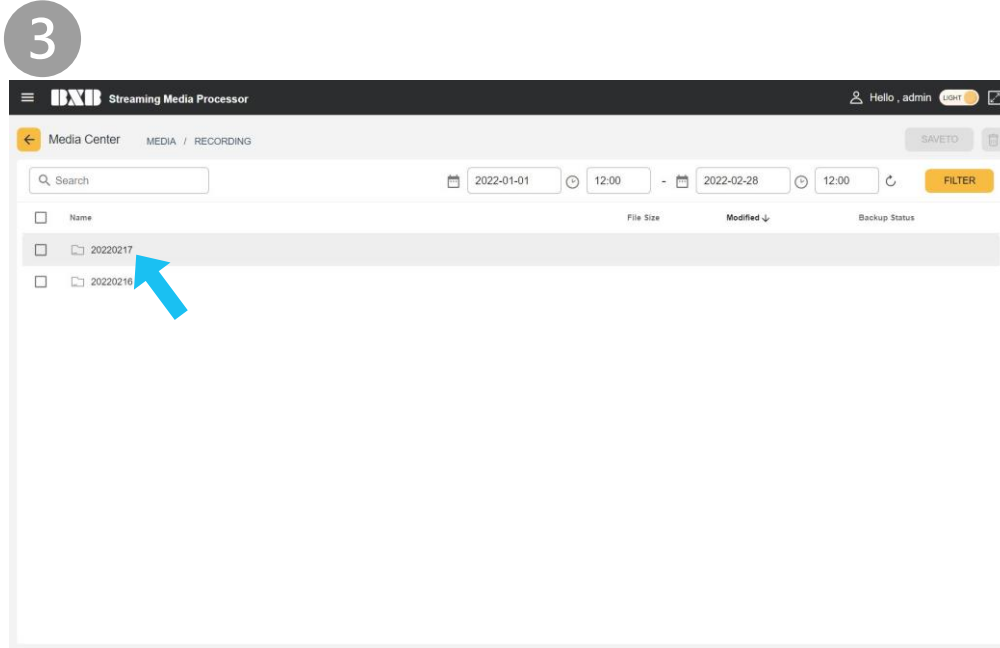 3
BXB Streaming Media Processor Hello , admin LIGHT
Media Center MEDIA / RECORDING SAVETO
Search 2022-01-01 12:00 - 2022-02-28 12:00 FILTER
Name File Size Modified Backup Status
20220217
20220216